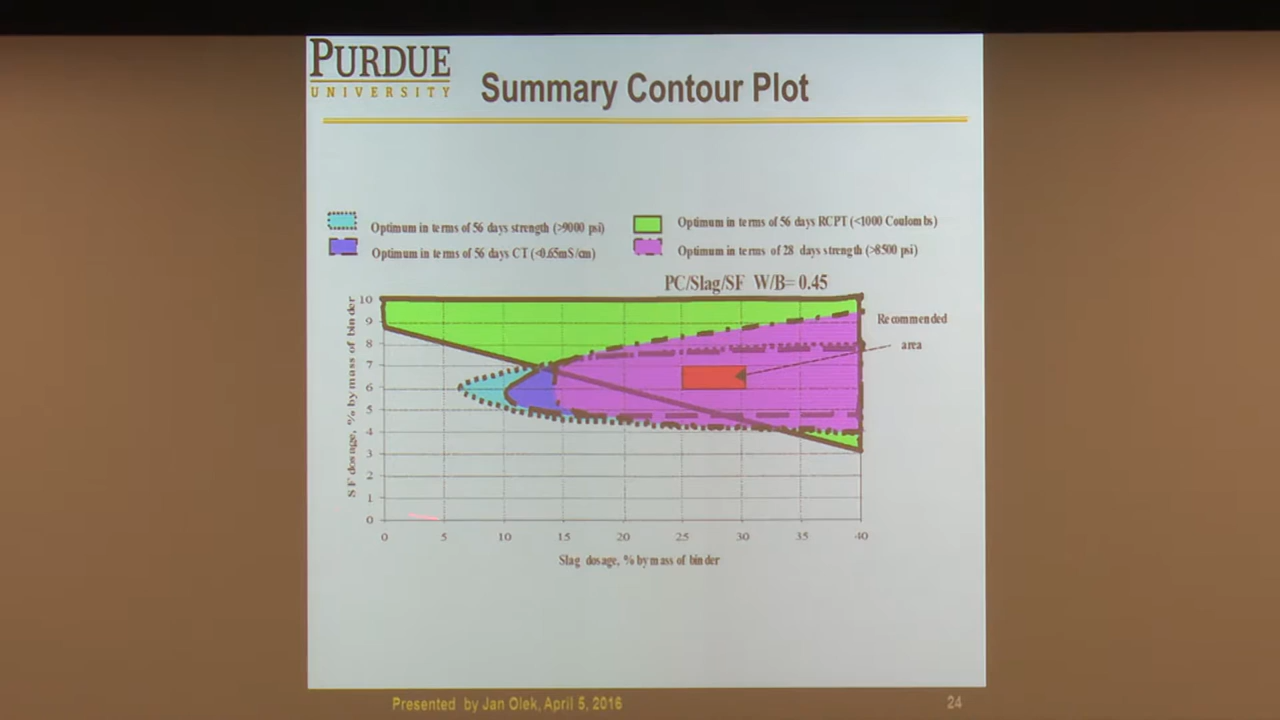 PURDUE
UNIVERSITY
Summary Contour Plot
Optimum in terms of 56 days strength (>9000 psi)
Optimum in terms of 56 days RCPT (<1000 Coulombs)
Optimum in terms of 56 days CT (<0.65mS/cm)
Optimum in terms of 28 days strength (>8500 psi)
PC/Slag/SF W/B= 0.45
SF dosage, % by mass of binder
10
9
8
7
6
5
4
3
2
1
0
Recommended
area
0 5 10 15 20 25 30 35 40
Slag dosage, % by mass of binder
Presented by Jan Olek, April 5, 2016
24